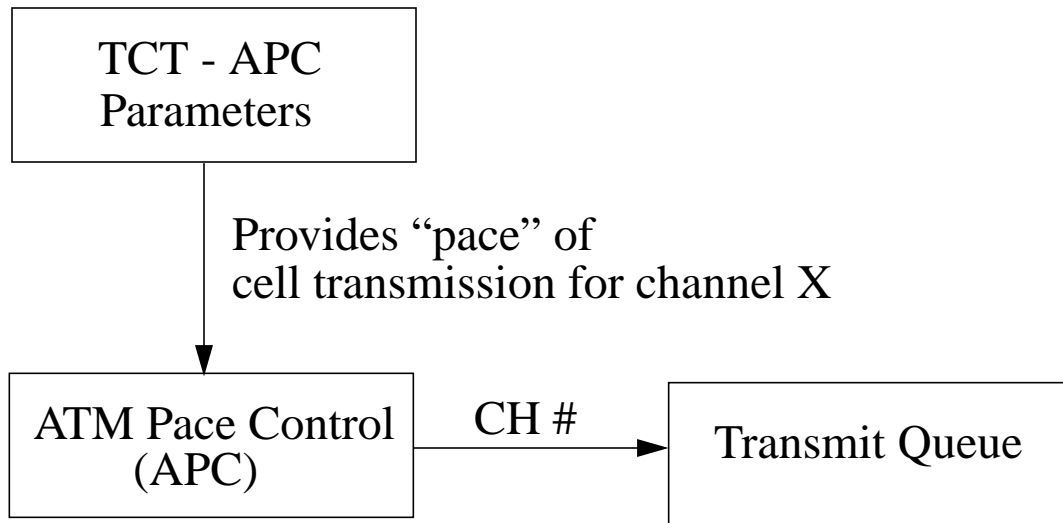 TCT - APC
Parameters
Provides “pace” of
cell transmission for channel X
ATM Pace Control
(APC)
CH #
Transmit Queue